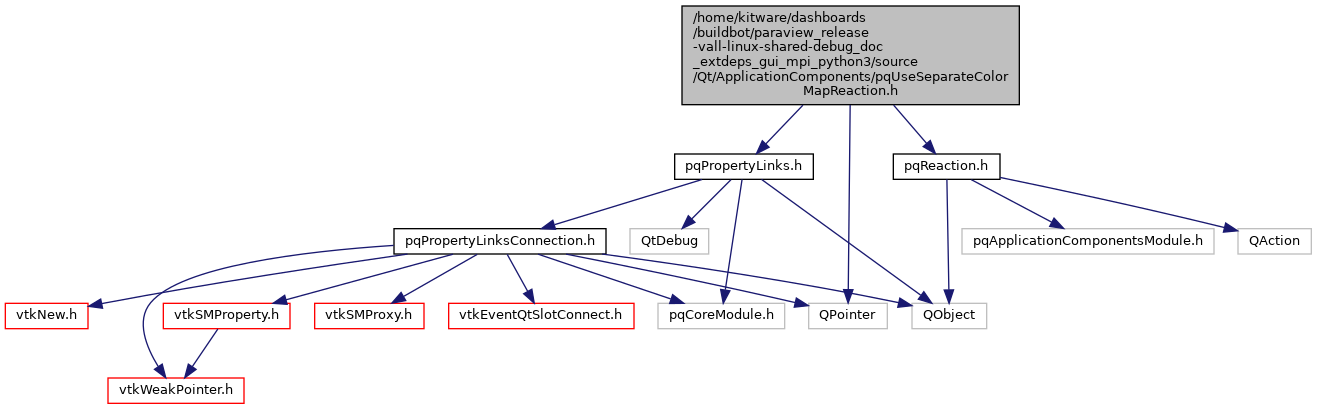 /home/kitware/dashboards
/buildbot/paraview_release
-vall-linux-shared-debug_doc
_extdeps_gui_mpi_python3/source
/Qt/ApplicationComponents/pqUseSeparateColor
MapReaction.h
pqPropertyLinks.h
pqReaction.h
pqPropertyLinksConnection.h
QtDebug
pqApplicationComponentsModule.h
QAction
vtkNew.h
vtkSMProperty.h
vtkSMProxy.h
vtkEventQtSlotConnect.h
pqCoreModule.h
QPointer
QObject
vtkWeakPointer.h